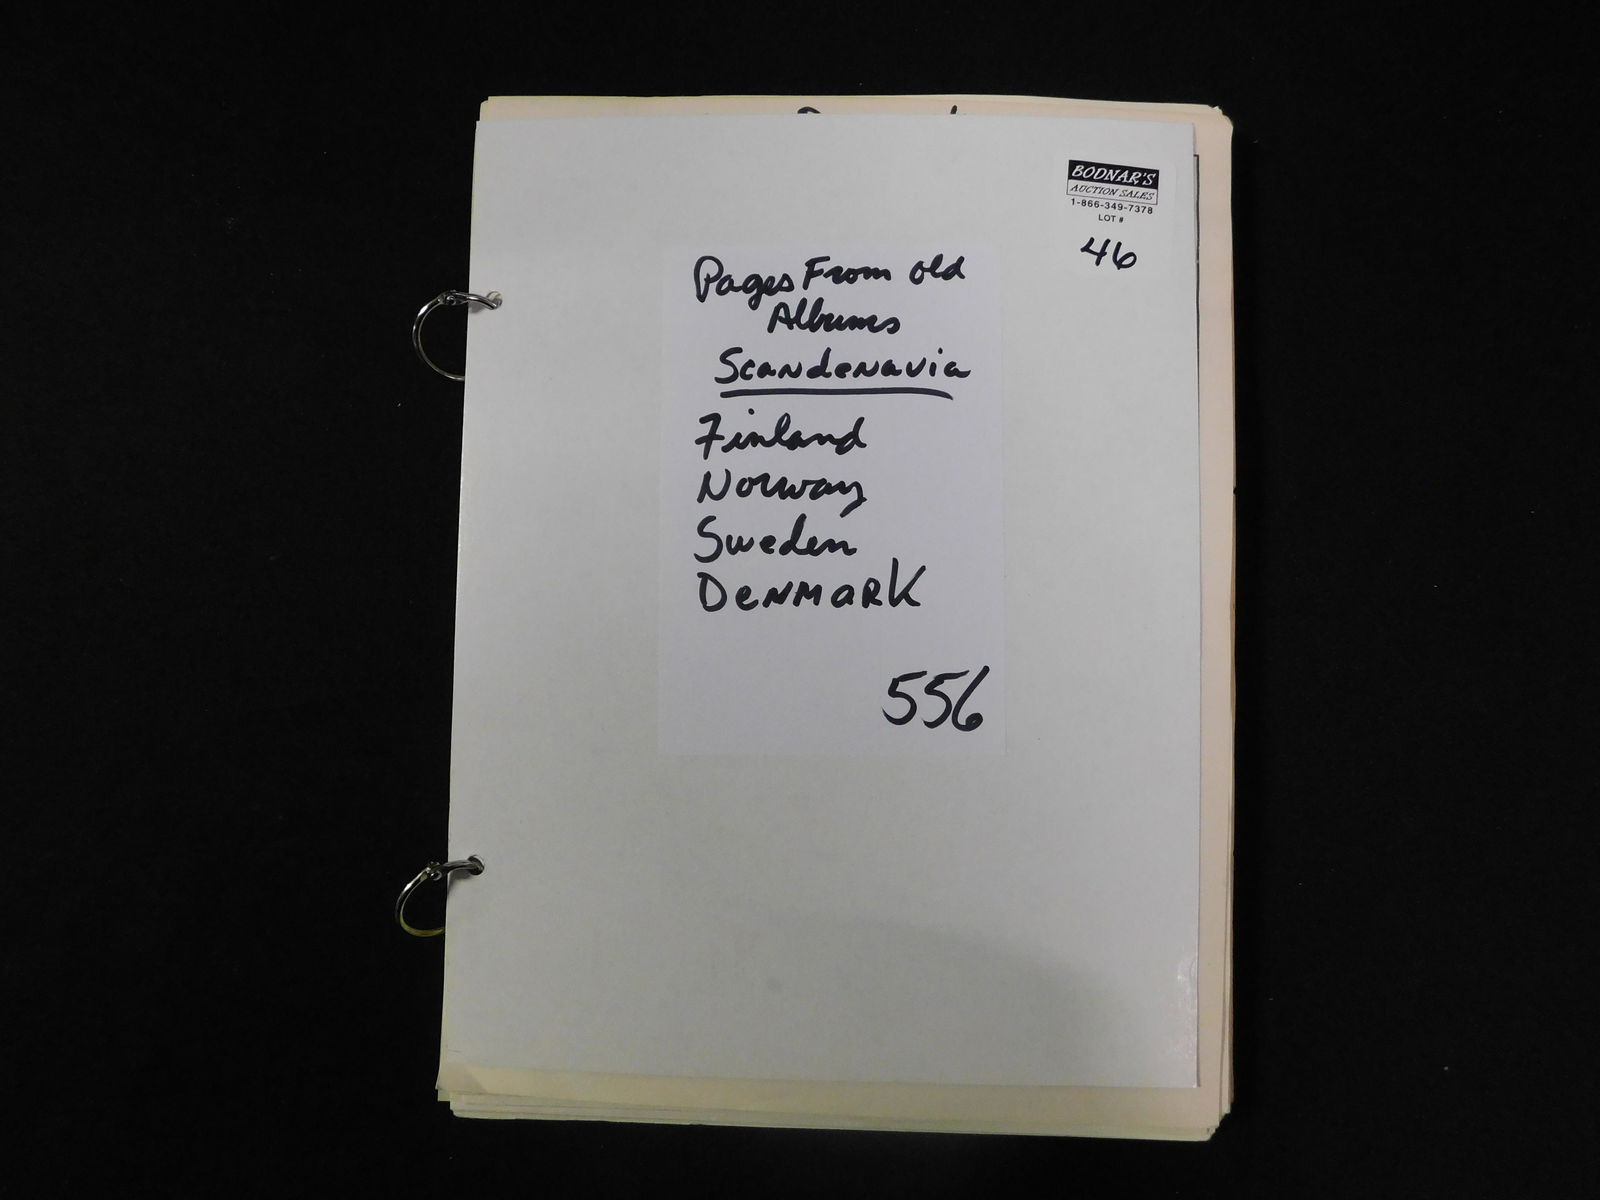 BODNAR'S
AUCTION SALES
1-866-349-7378
LOT #
46
Pages From old
Albums
Scandenavia
Finland
Norway
Sweden
DENMARK
556